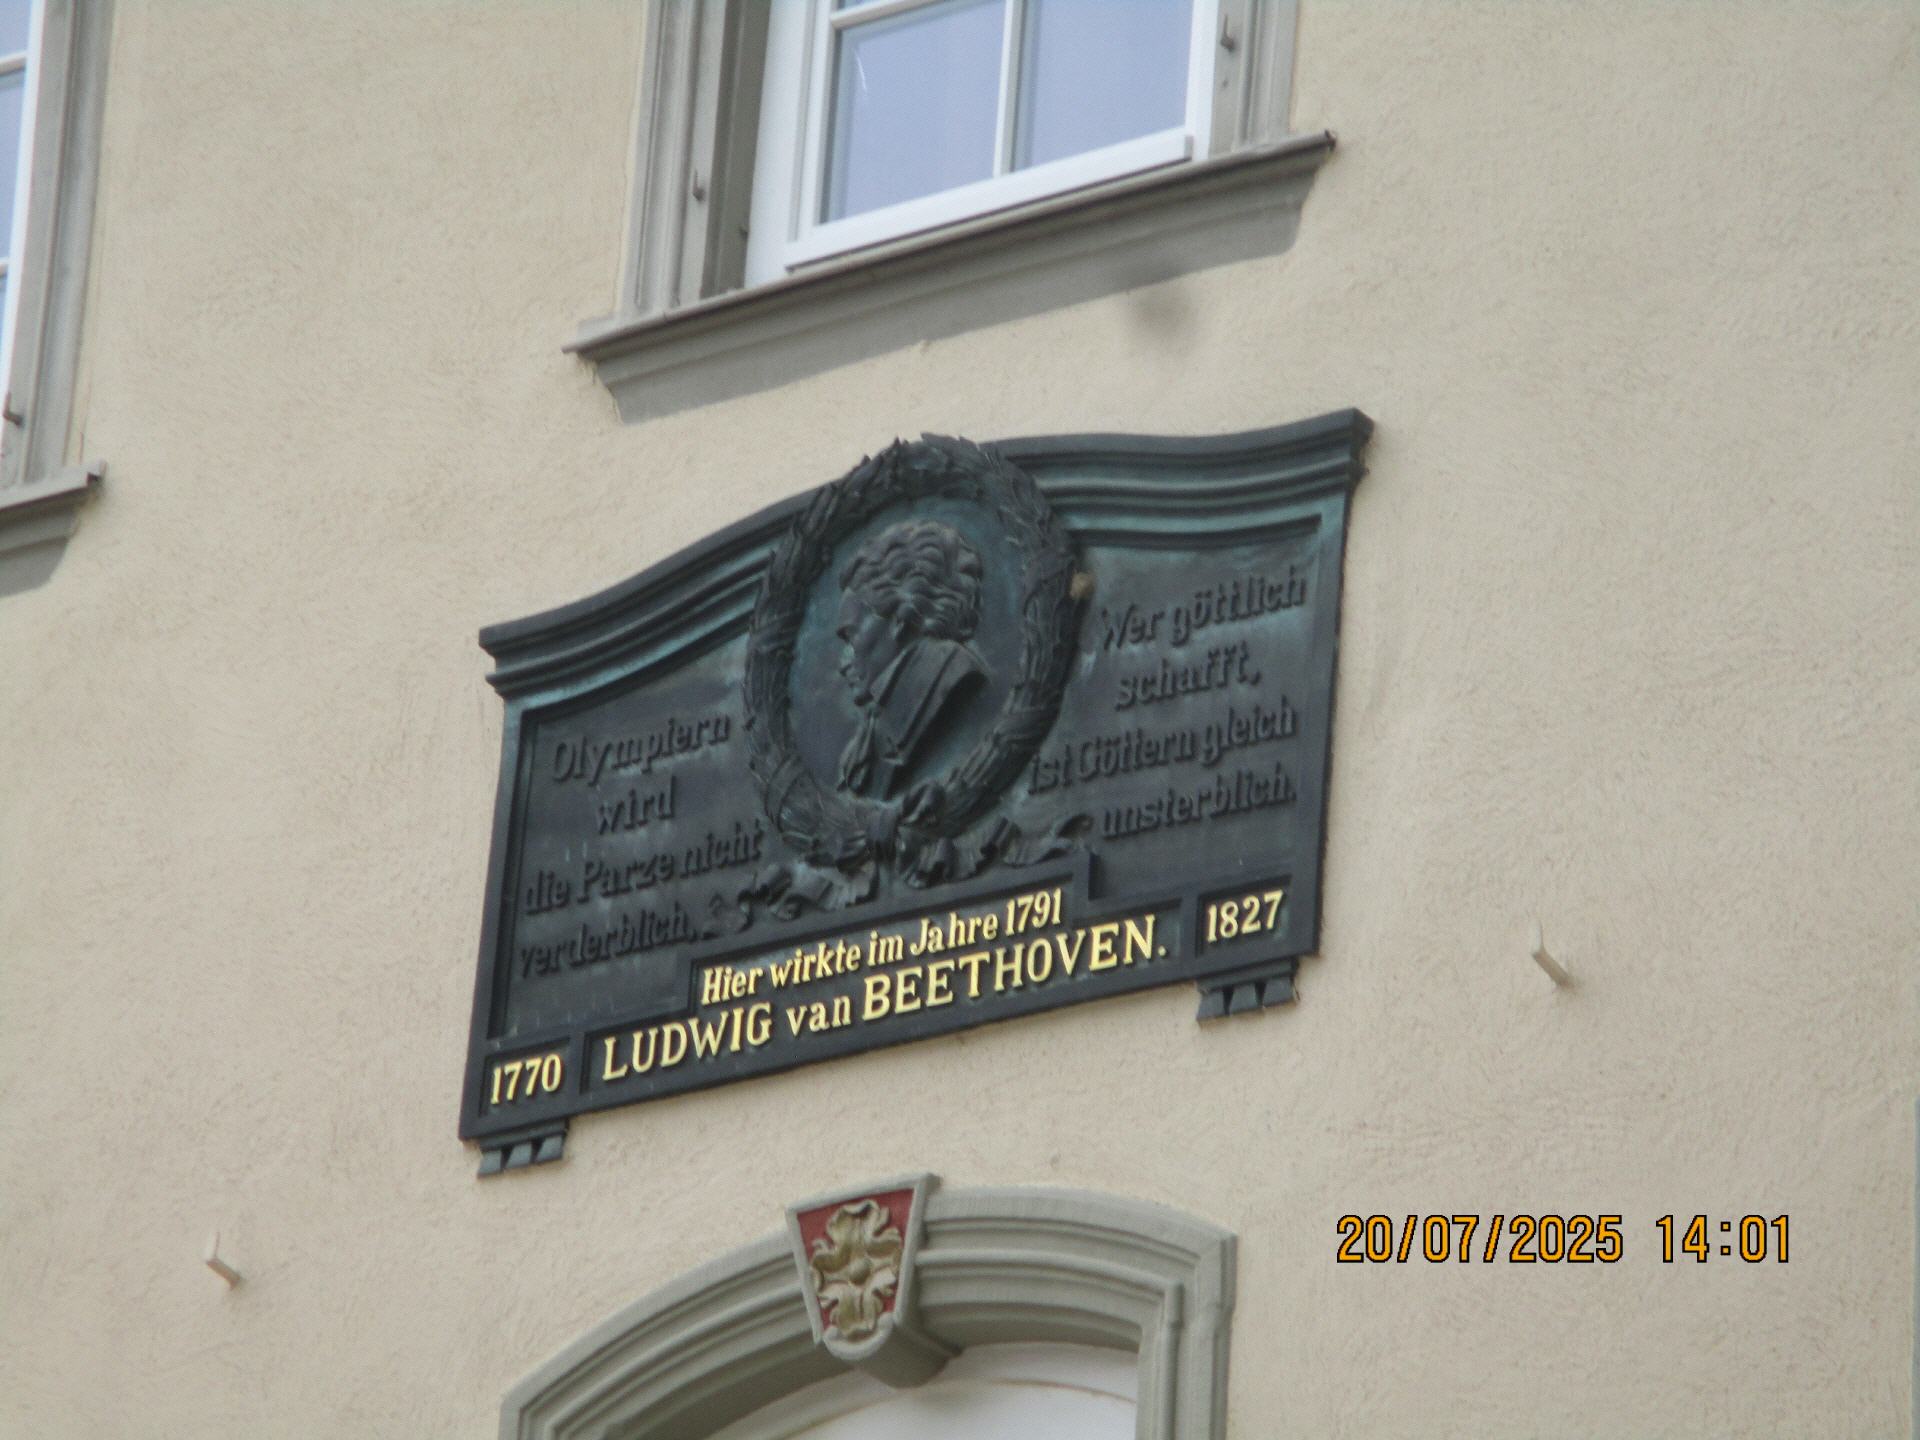 Olympiern
wird
die Parze nicht
verderblich,
Wer göttlich
schafft,
ist Göttern gleich
unsterblich.
Hier wirkte im Jahre 1791
LUDWIG van BEETHOVEN.
1770
1827
20/07/2025 14:01